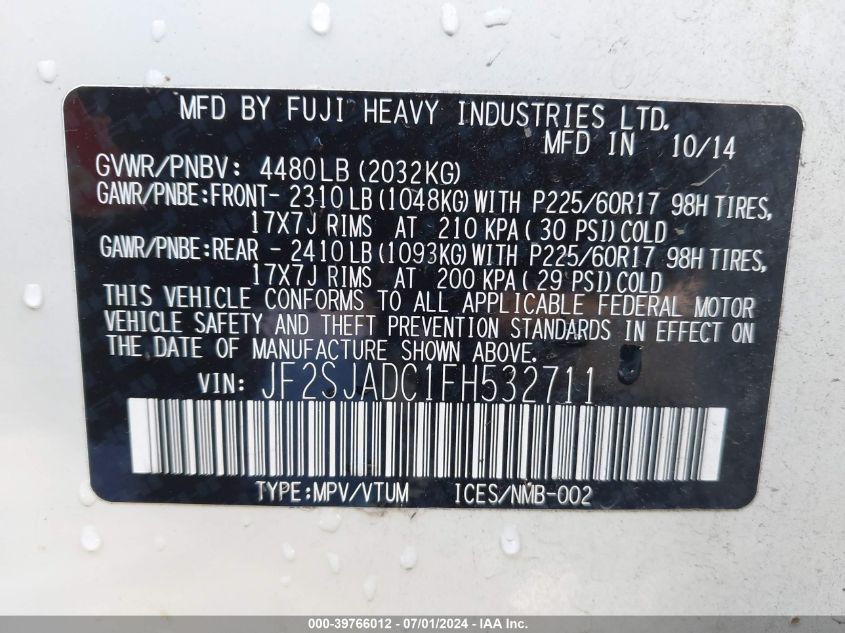 MFD BY FUJI HEAVY INDUSTRIES LTD.
MFD IN 10/14
GVWR/PNBV: 4480LB (2032KG)
GAWR/PNBE:FRONT- 2310LB (1048KG) WITH P225/60R17 98H TIRES,
17X7J RIMS AT 210 KPA ( 30 PSI) COLD
GAWR/PNBE:REAR - 2410LB (1093KG) WITH P225/60R17 98H TIRES,
17X7J RIMS AT 200 KPA ( 29 PSI) COLD
THIS VEHICLE CONFORMS TO ALL APPLICABLE FEDERAL MOTOR
VEHICLE SAFETY AND THEFT PREVENTION STANDARDS IN EFFECT ON
THE DATE OF MANUFACTURE SHOWN ABOVE.
VIN: JF2SJADC1FH532711
TYPE:MPV/VTUM ICES/NMB-002
000-39766012 - 07/01/2024 - IAA Inc.